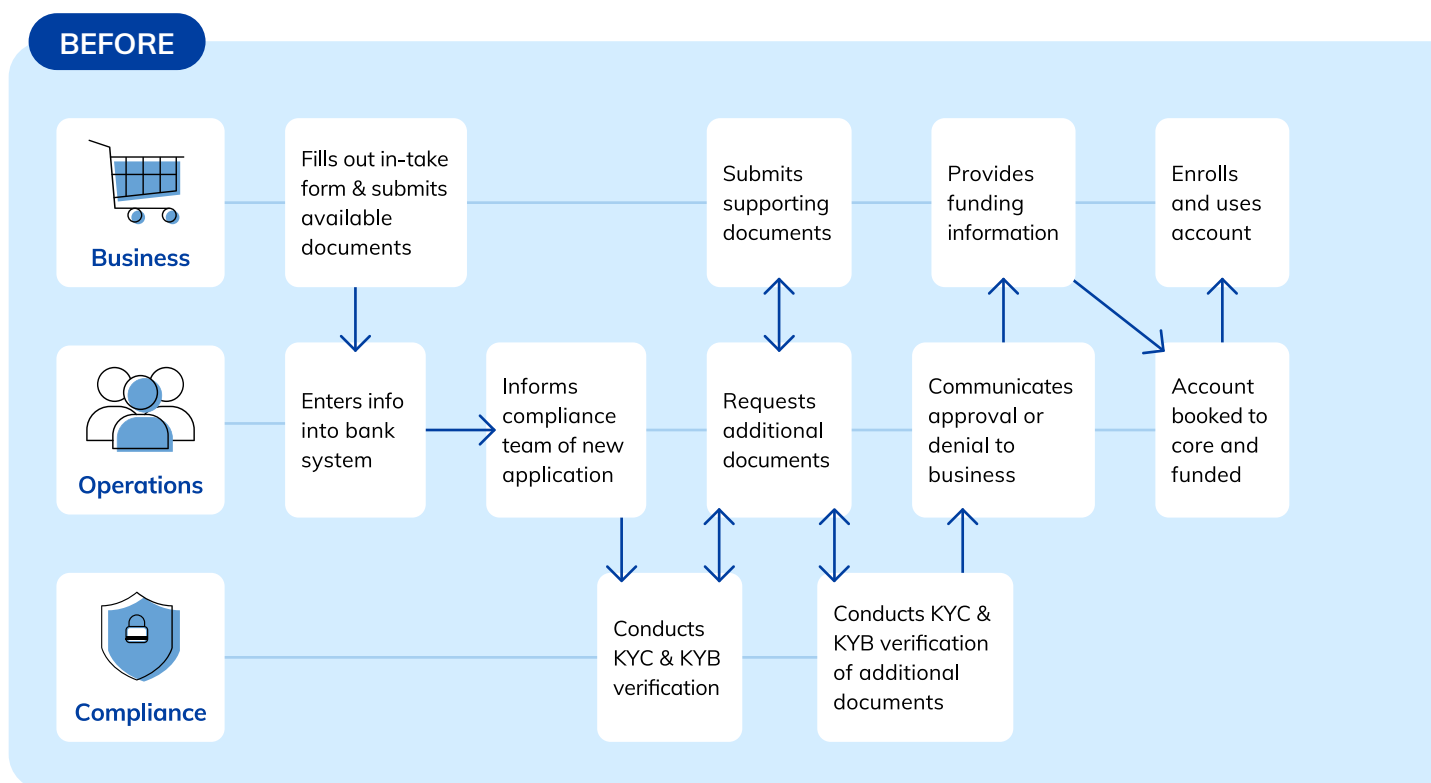 BEFORE
Business
Fills out in-take
form & submits
available
documents
Submits
supporting
documents
Provides
funding
information
Enrolls
and uses
account
Operations
Enters info
into bank
system
Informs
compliance
team of new
application
Requests
additional
documents
Communicates
approval or
denial to
business
Account
booked to
core and
funded
Compliance
Conducts
KYC & KYB
verification
Conducts KYC &
KYB verification
of additional
documents